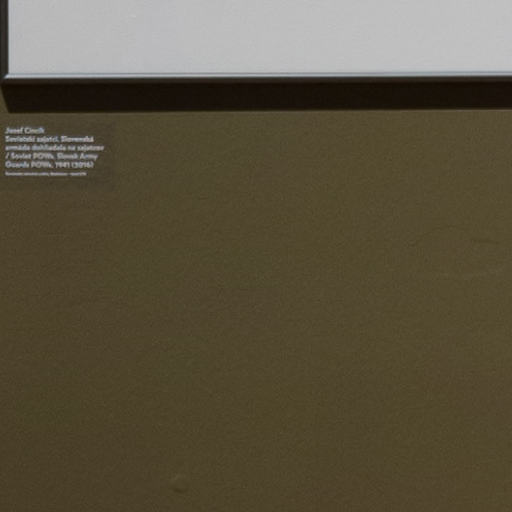 Jozef Cincík
Sovietski zajatci. Slovenská
armáda dohliadala na zajatcov
/ Soviet POWs. Slovak Army
Guards POWs, 1941 (2016)